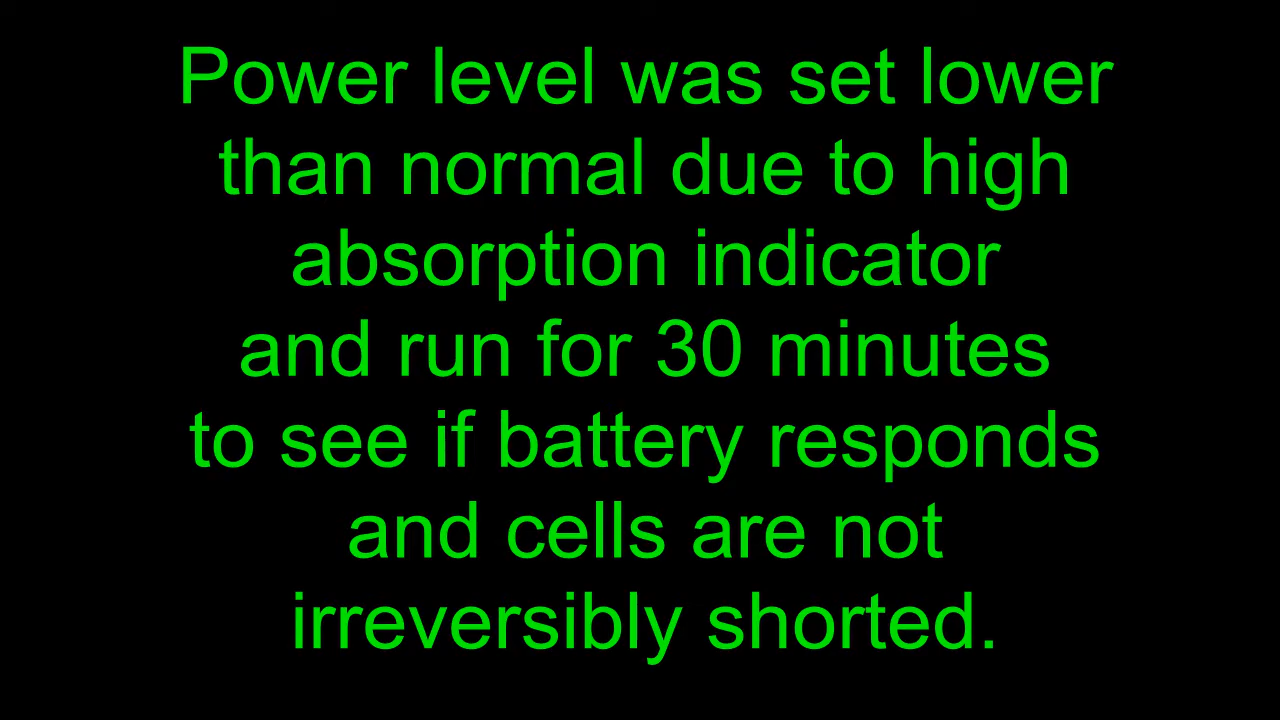 Power level was set lower
than normal due to high
absorption indicator
and run for 30 minutes
to see if battery responds
and cells are not
irreversibly shorted.